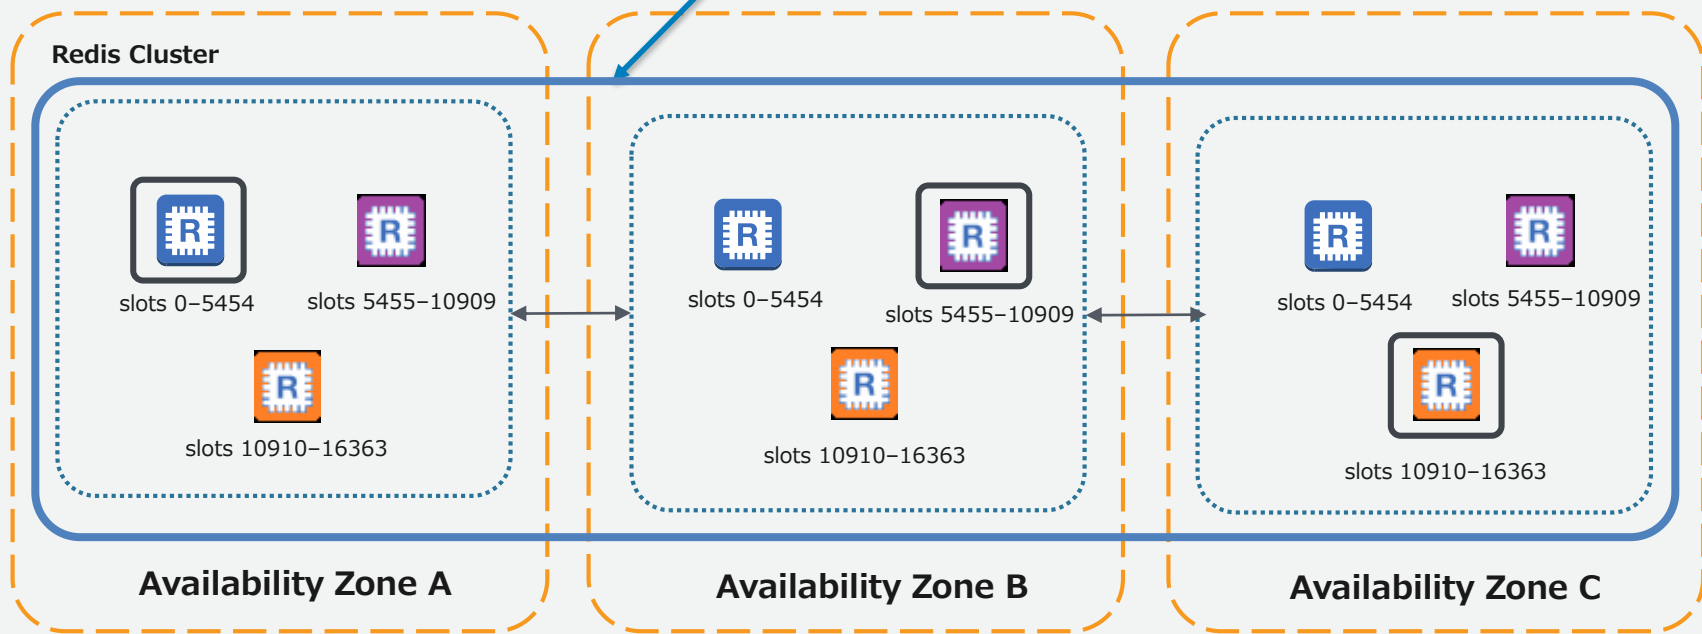 Redis Cluster
R
R
slots 0–5454
slots 5455–10909
R
slots 10910–16363
Availability Zone A
R
R
slots 0–5454
slots 5455–10909
R
slots 10910–16363
Availability Zone B
R
R
slots 0–5454
slots 5455–10909
R
slots 10910–16363
Availability Zone C